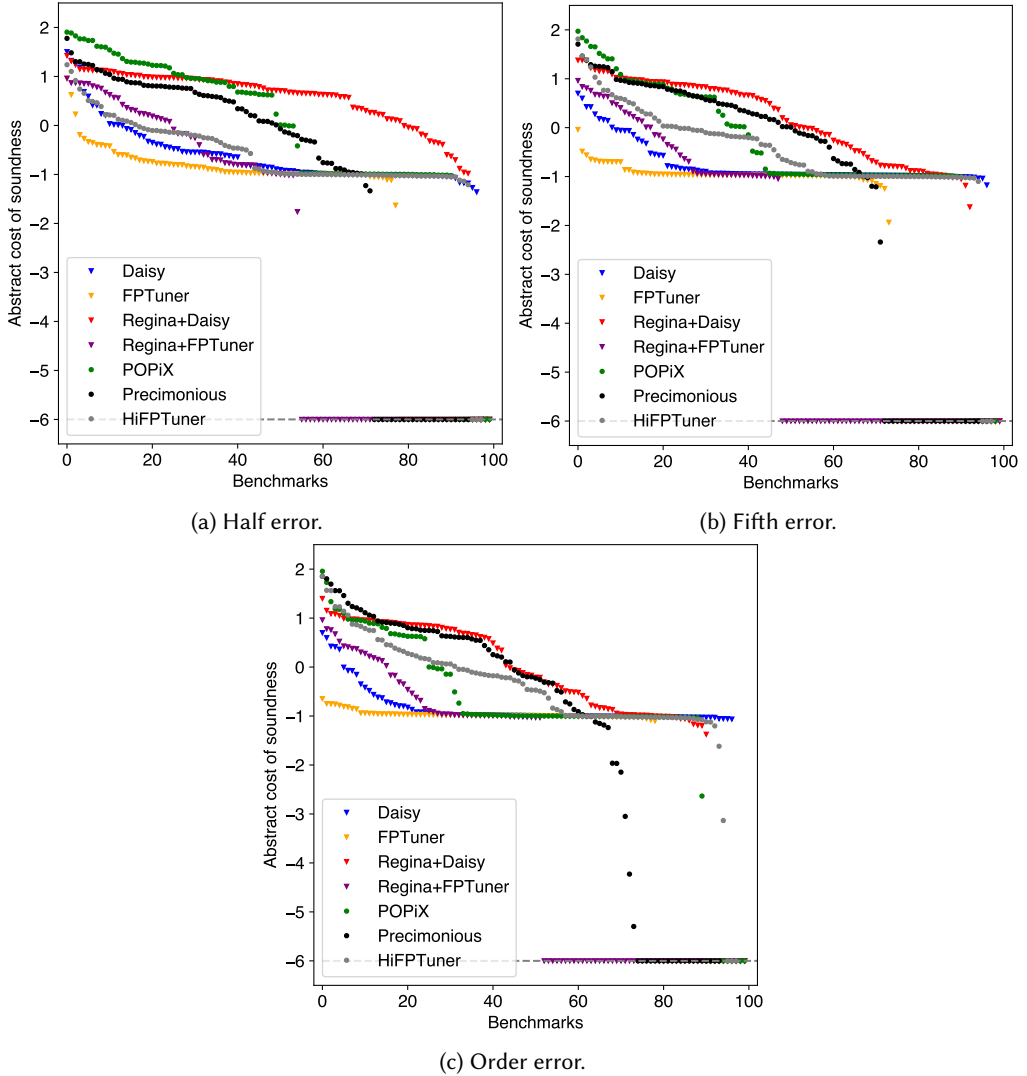 2
1
0
−1
−2
−3
−4
−5
−6
Abstract cost of soundness
Daisy
FPTuner
Regina+Daisy
Regina+FPTuner
POPiX
Precimonious
HiFPTuner
0 20 40 60 80 100
Benchmarks
(a) Half error.
2
1
0
−1
−2
−3
−4
−5
−6
Abstract cost of soundness
Daisy
FPTuner
Regina+Daisy
Regina+FPTuner
POPiX
Precimonious
HiFPTuner
0 20 40 60 80 100
Benchmarks
(b) Fifth error.
2
1
0
−1
−2
−3
−4
−5
−6
Abstract cost of soundness
Daisy
FPTuner
Regina+Daisy
Regina+FPTuner
POPiX
Precimonious
HiFPTuner
0 20 40 60 80 100
Benchmarks
(c) Order error.